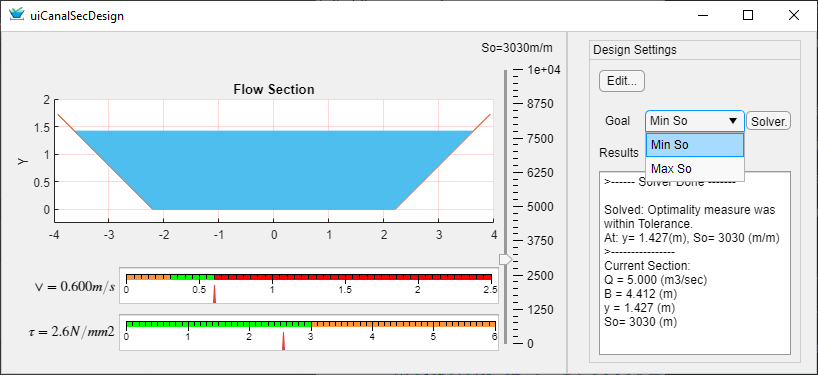 uiCanalSecDesign
So=3030m/m
Flow Section
2
1.5
1
0.5
0
Y
-4 -3 -2 -1 0 1 2 3 4
1e+04
8750
7500
6250
5000
3750
2500
1250
0
V = 0.600m/s
0 0.5 1 1.5 2 2.5
τ = 2.6N/mm2
0 1 2 3 4 5 6
Design Settings
Edit...
Goal Min So Solver.
Min So
Max So
Results
>------ Solver Done -------
Solved: Optimality measure was
within Tolerance.
At: y= 1.427(m), So= 3030 (m/m)
>----------------
Current Section:
Q = 5.000 (m3/sec)
B = 4.412 (m)
y = 1.427 (m)
So= 3030 (m)